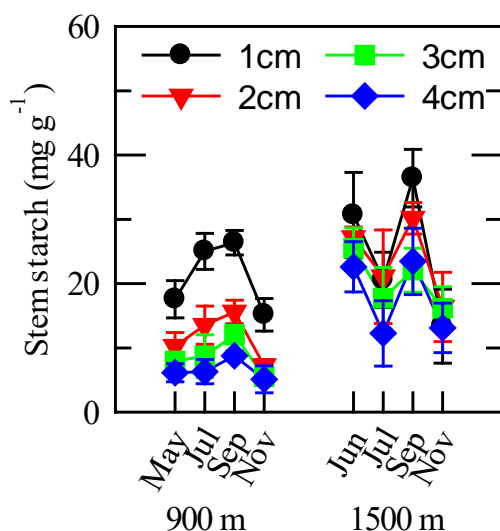 Stem starch (mg g⁻¹)
60
40
20
0
1cm
3cm
2cm
4cm
May
Jul
Sep
Nov
Jun
Jul
Sep
Nov
900 m
1500 m